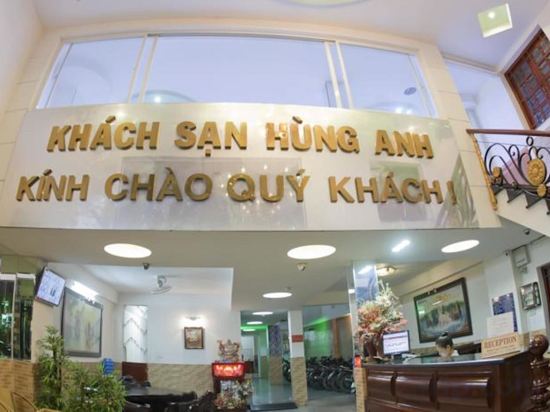 KHÁCH SẠN HÙNG ANH
KÍNH CHÀO QUÝ KHÁCH!
RECEPTION